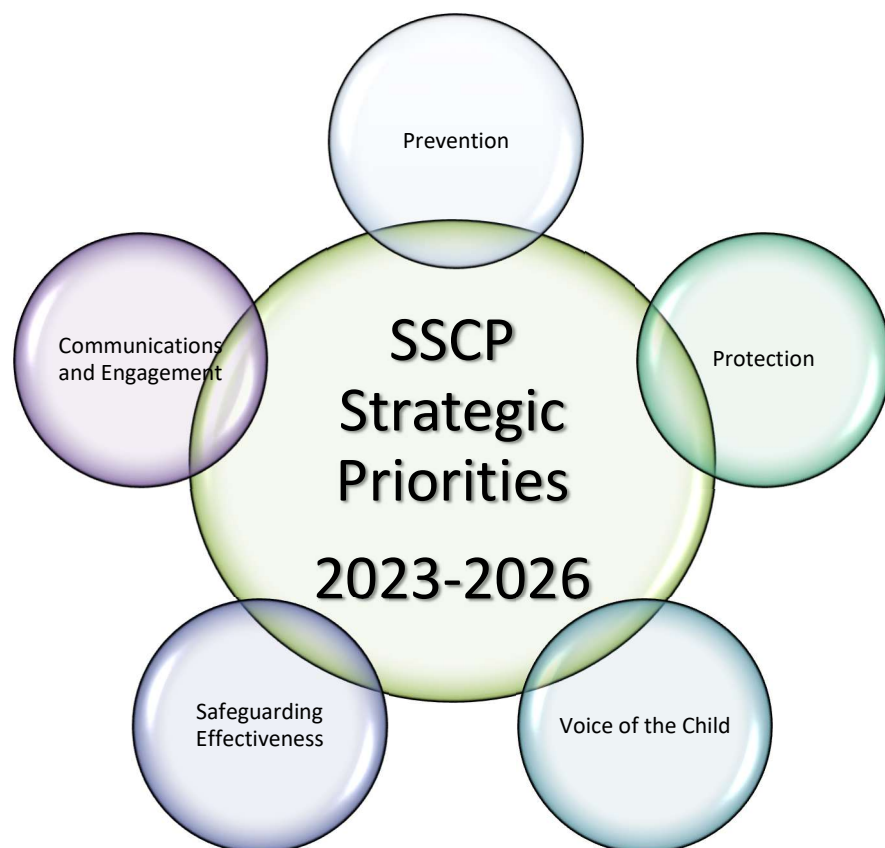 Prevention
Communications
and Engagement
SSCP
Strategic
Priorities
2023-2026
Protection
Safeguarding
Effectiveness
Voice of the Child